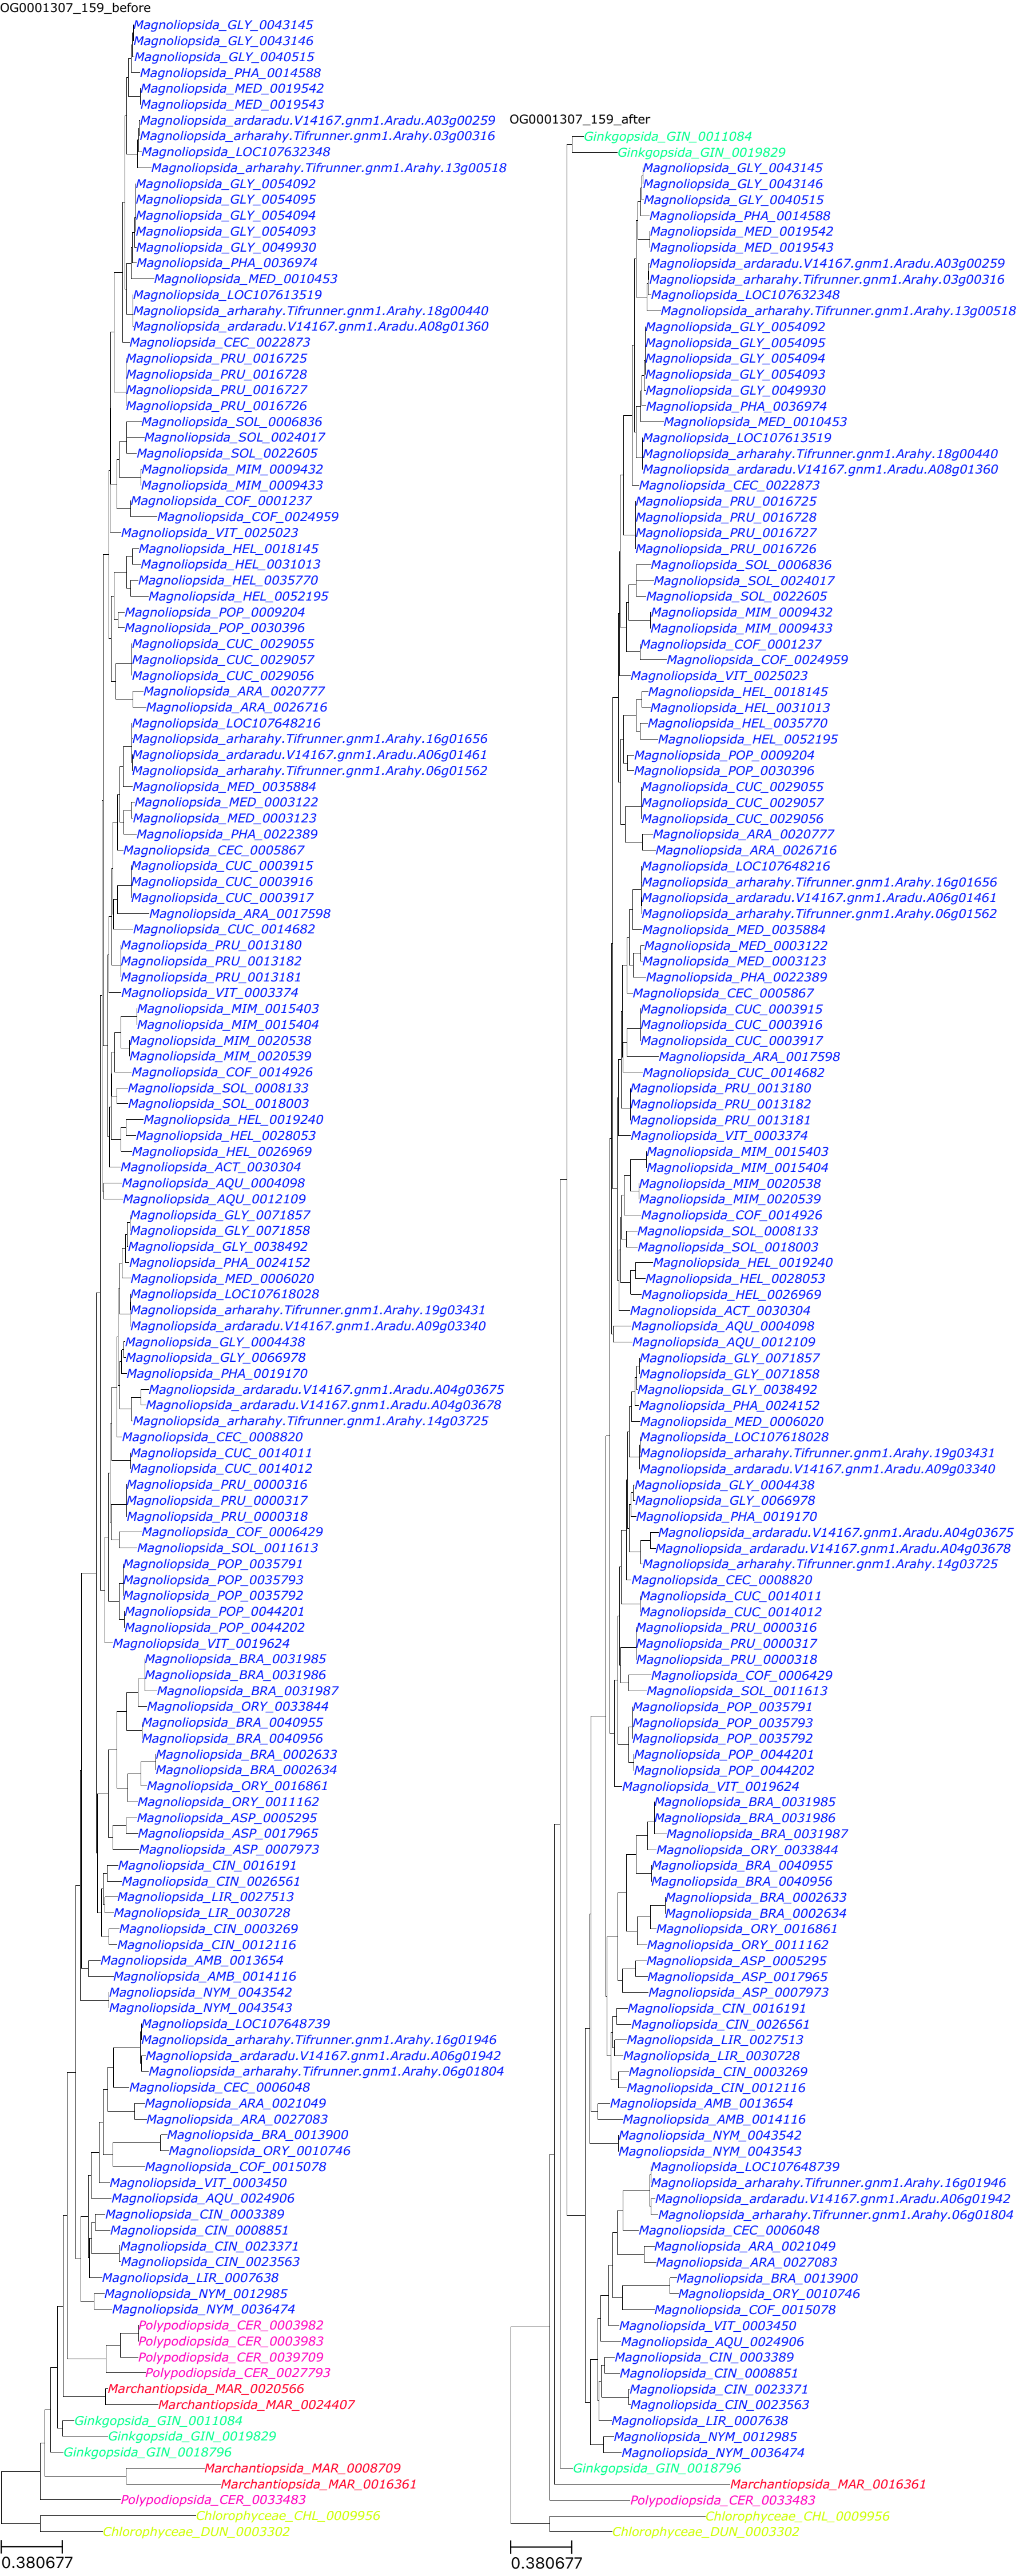 OG0001307_159_before
Magnoliopsida_GLY_0043145
Magnoliopsida_GLY_0043146
Magnoliopsida_GLY_0040515
Magnoliopsida_PHA_0014588
Magnoliopsida_MED_0019542
Magnoliopsida_MED_0019543
Magnoliopsida_ardaradu.V14167.gnm1.Aradu.A03g00259
Magnoliopsida_arharahy.Tifrunner.gnm1.Arahy.03g00316
Magnoliopsida_LOC107632348
Magnoliopsida_arharahy.Tifrunner.gnm1.Arahy.13g00518
Magnoliopsida_GLY_0054092
Magnoliopsida_GLY_0054095
Magnoliopsida_GLY_0054094
Magnoliopsida_GLY_0054093
Magnoliopsida_GLY_0049930
Magnoliopsida_PHA_0036974
Magnoliopsida_MED_0010453
Magnoliopsida_LOC107613519
Magnoliopsida_arharahy.Tifrunner.gnm1.Arahy.18g00440
Magnoliopsida_ardaradu.V14167.gnm1.Aradu.A08g01360
Magnoliopsida_CEC_0022873
Magnoliopsida_PRU_0016725
Magnoliopsida_PRU_0016728
Magnoliopsida_PRU_0016727
Magnoliopsida_PRU_0016726
Magnoliopsida_SOL_0006836
Magnoliopsida_SOL_0024017
Magnoliopsida_SOL_0022605
Magnoliopsida_MIM_0009432
Magnoliopsida_MIM_0009433
Magnoliopsida_COF_0001237
Magnoliopsida_COF_0024959
Magnoliopsida_VIT_0025023
Magnoliopsida_HEL_0018145
Magnoliopsida_HEL_0031013
Magnoliopsida_HEL_0035770
Magnoliopsida_HEL_0052195
Magnoliopsida_POP_0009204
Magnoliopsida_POP_0030396
Magnoliopsida_CUC_0029055
Magnoliopsida_CUC_0029057
Magnoliopsida_CUC_0029056
Magnoliopsida_ARA_0020777
Magnoliopsida_ARA_0026716
Magnoliopsida_LOC107648216
Magnoliopsida_arharahy.Tifrunner.gnm1.Arahy.16g01656
Magnoliopsida_ardaradu.V14167.gnm1.Aradu.A06g01461
Magnoliopsida_arharahy.Tifrunner.gnm1.Arahy.06g01562
Magnoliopsida_MED_0035884
Magnoliopsida_MED_0003122
Magnoliopsida_MED_0003123
Magnoliopsida_PHA_0022389
Magnoliopsida_CEC_0005867
Magnoliopsida_CUC_0003915
Magnoliopsida_CUC_0003916
Magnoliopsida_CUC_0003917
Magnoliopsida_ARA_0017598
Magnoliopsida_CUC_0014682
Magnoliopsida_PRU_0013180
Magnoliopsida_PRU_0013182
Magnoliopsida_PRU_0013181
Magnoliopsida_VIT_0003374
Magnoliopsida_MIM_0015403
Magnoliopsida_MIM_0015404
Magnoliopsida_MIM_0020538
Magnoliopsida_MIM_0020539
Magnoliopsida_COF_0014926
Magnoliopsida_SOL_0008133
Magnoliopsida_SOL_0018003
Magnoliopsida_HEL_0019240
Magnoliopsida_HEL_0028053
Magnoliopsida_HEL_0026969
Magnoliopsida_ACT_0030304
Magnoliopsida_AQU_0004098
Magnoliopsida_AQU_0012109
Magnoliopsida_GLY_0071857
Magnoliopsida_GLY_0071858
Magnoliopsida_GLY_0038492
Magnoliopsida_PHA_0024152
Magnoliopsida_MED_0006020
Magnoliopsida_LOC107618028
Magnoliopsida_arharahy.Tifrunner.gnm1.Arahy.19g03431
Magnoliopsida_ardaradu.V14167.gnm1.Aradu.A09g03340
Magnoliopsida_GLY_0004438
Magnoliopsida_GLY_0066978
Magnoliopsida_PHA_0019170
Magnoliopsida_ardaradu.V14167.gnm1.Aradu.A04g03675
Magnoliopsida_ardaradu.V14167.gnm1.Aradu.A04g03678
Magnoliopsida_arharahy.Tifrunner.gnm1.Arahy.14g03725
Magnoliopsida_CEC_0008820
Magnoliopsida_CUC_0014011
Magnoliopsida_CUC_0014012
Magnoliopsida_PRU_0000316
Magnoliopsida_PRU_0000317
Magnoliopsida_PRU_0000318
Magnoliopsida_COF_0006429
Magnoliopsida_SOL_0011613
Magnoliopsida_POP_0035791
Magnoliopsida_POP_0035793
Magnoliopsida_POP_0035792
Magnoliopsida_POP_0044201
Magnoliopsida_POP_0044202
Magnoliopsida_VIT_0019624
Magnoliopsida_BRA_0031985
Magnoliopsida_BRA_0031986
Magnoliopsida_BRA_0031987
Magnoliopsida_ORY_0033844
Magnoliopsida_BRA_0040955
Magnoliopsida_BRA_0040956
Magnoliopsida_BRA_0002633
Magnoliopsida_BRA_0002634
Magnoliopsida_ORY_0016861
Magnoliopsida_ORY_0011162
Magnoliopsida_ASP_0005295
Magnoliopsida_ASP_0017965
Magnoliopsida_ASP_0007973
Magnoliopsida_CIN_0016191
Magnoliopsida_CIN_0026561
Magnoliopsida_LIR_0027513
Magnoliopsida_LIR_0030728
Magnoliopsida_CIN_0003269
Magnoliopsida_CIN_0012116
Magnoliopsida_AMB_0013654
Magnoliopsida_AMB_0014116
Magnoliopsida_NYM_0043542
Magnoliopsida_NYM_0043543
Magnoliopsida_LOC107648739
Magnoliopsida_arharahy.Tifrunner.gnm1.Arahy.16g01946
Magnoliopsida_ardaradu.V14167.gnm1.Aradu.A06g01942
Magnoliopsida_arharahy.Tifrunner.gnm1.Arahy.06g01804
Magnoliopsida_CEC_0006048
Magnoliopsida_ARA_0021049
Magnoliopsida_ARA_0027083
Magnoliopsida_BRA_0013900
Magnoliopsida_ORY_0010746
Magnoliopsida_COF_0015078
Magnoliopsida_VIT_0003450
Magnoliopsida_AQU_0024906
Magnoliopsida_CIN_0003389
Magnoliopsida_CIN_0008851
Magnoliopsida_CIN_0023371
Magnoliopsida_CIN_0023563
Magnoliopsida_LIR_0007638
Magnoliopsida_NYM_0012985
Magnoliopsida_NYM_0036474
Polypodiopsida_CER_0003982
Polypodiopsida_CER_0003983
Polypodiopsida_CER_0039709
Polypodiopsida_CER_0027793
Marchantiopsida_MAR_0020566
Marchantiopsida_MAR_0024407
Ginkgopsida_GIN_0011084
Ginkgopsida_GIN_0019829
Ginkgopsida_GIN_0018796
Marchantiopsida_MAR_0008709
Marchantiopsida_MAR_0016361
Polypodiopsida_CER_0033483
Chlorophyceae_CHL_0009956
Chlorophyceae_DUN_0003302
0.380677
OG0001307_159_after
Ginkgopsida_GIN_0011084
Ginkgopsida_GIN_0019829
Magnoliopsida_GLY_0043145
Magnoliopsida_GLY_0043146
Magnoliopsida_GLY_0040515
Magnoliopsida_PHA_0014588
Magnoliopsida_MED_0019542
Magnoliopsida_MED_0019543
Magnoliopsida_ardaradu.V14167.gnm1.Aradu.A03g00259
Magnoliopsida_arharahy.Tifrunner.gnm1.Arahy.03g00316
Magnoliopsida_LOC107632348
Magnoliopsida_arharahy.Tifrunner.gnm1.Arahy.13g00518
Magnoliopsida_GLY_0054092
Magnoliopsida_GLY_0054095
Magnoliopsida_GLY_0054094
Magnoliopsida_GLY_0054093
Magnoliopsida_GLY_0049930
Magnoliopsida_PHA_0036974
Magnoliopsida_MED_0010453
Magnoliopsida_LOC107613519
Magnoliopsida_arharahy.Tifrunner.gnm1.Arahy.18g00440
Magnoliopsida_ardaradu.V14167.gnm1.Aradu.A08g01360
Magnoliopsida_CEC_0022873
Magnoliopsida_PRU_0016725
Magnoliopsida_PRU_0016728
Magnoliopsida_PRU_0016727
Magnoliopsida_PRU_0016726
Magnoliopsida_SOL_0006836
Magnoliopsida_SOL_0024017
Magnoliopsida_SOL_0022605
Magnoliopsida_MIM_0009432
Magnoliopsida_MIM_0009433
Magnoliopsida_COF_0001237
Magnoliopsida_COF_0024959
Magnoliopsida_VIT_0025023
Magnoliopsida_HEL_0018145
Magnoliopsida_HEL_0031013
Magnoliopsida_HEL_0035770
Magnoliopsida_HEL_0052195
Magnoliopsida_POP_0009204
Magnoliopsida_POP_0030396
Magnoliopsida_CUC_0029055
Magnoliopsida_CUC_0029057
Magnoliopsida_CUC_0029056
Magnoliopsida_ARA_0020777
Magnoliopsida_ARA_0026716
Magnoliopsida_LOC107648216
Magnoliopsida_arharahy.Tifrunner.gnm1.Arahy.16g01656
Magnoliopsida_ardaradu.V14167.gnm1.Aradu.A06g01461
Magnoliopsida_arharahy.Tifrunner.gnm1.Arahy.06g01562
Magnoliopsida_MED_0035884
Magnoliopsida_MED_0003122
Magnoliopsida_MED_0003123
Magnoliopsida_PHA_0022389
Magnoliopsida_CEC_0005867
Magnoliopsida_CUC_0003915
Magnoliopsida_CUC_0003916
Magnoliopsida_CUC_0003917
Magnoliopsida_ARA_0017598
Magnoliopsida_CUC_0014682
Magnoliopsida_PRU_0013180
Magnoliopsida_PRU_0013182
Magnoliopsida_PRU_0013181
Magnoliopsida_VIT_0003374
Magnoliopsida_MIM_0015403
Magnoliopsida_MIM_0015404
Magnoliopsida_MIM_0020538
Magnoliopsida_MIM_0020539
Magnoliopsida_COF_0014926
Magnoliopsida_SOL_0008133
Magnoliopsida_SOL_0018003
Magnoliopsida_HEL_0019240
Magnoliopsida_HEL_0028053
Magnoliopsida_HEL_0026969
Magnoliopsida_ACT_0030304
Magnoliopsida_AQU_0004098
Magnoliopsida_AQU_0012109
Magnoliopsida_GLY_0071857
Magnoliopsida_GLY_0071858
Magnoliopsida_GLY_0038492
Magnoliopsida_PHA_0024152
Magnoliopsida_MED_0006020
Magnoliopsida_LOC107618028
Magnoliopsida_arharahy.Tifrunner.gnm1.Arahy.19g03431
Magnoliopsida_ardaradu.V14167.gnm1.Aradu.A09g03340
Magnoliopsida_GLY_0004438
Magnoliopsida_GLY_0066978
Magnoliopsida_PHA_0019170
Magnoliopsida_ardaradu.V14167.gnm1.Aradu.A04g03675
Magnoliopsida_ardaradu.V14167.gnm1.Aradu.A04g03678
Magnoliopsida_arharahy.Tifrunner.gnm1.Arahy.14g03725
Magnoliopsida_CEC_0008820
Magnoliopsida_CUC_0014011
Magnoliopsida_CUC_0014012
Magnoliopsida_PRU_0000316
Magnoliopsida_PRU_0000317
Magnoliopsida_PRU_0000318
Magnoliopsida_COF_0006429
Magnoliopsida_SOL_0011613
Magnoliopsida_POP_0035791
Magnoliopsida_POP_0035793
Magnoliopsida_POP_0035792
Magnoliopsida_POP_0044201
Magnoliopsida_POP_0044202
Magnoliopsida_VIT_0019624
Magnoliopsida_BRA_0031985
Magnoliopsida_BRA_0031986
Magnoliopsida_BRA_0031987
Magnoliopsida_ORY_0033844
Magnoliopsida_BRA_0040955
Magnoliopsida_BRA_0040956
Magnoliopsida_BRA_0002633
Magnoliopsida_BRA_0002634
Magnoliopsida_ORY_0016861
Magnoliopsida_ORY_0011162
Magnoliopsida_ASP_0005295
Magnoliopsida_ASP_0017965
Magnoliopsida_ASP_0007973
Magnoliopsida_CIN_0016191
Magnoliopsida_CIN_0026561
Magnoliopsida_LIR_0027513
Magnoliopsida_LIR_0030728
Magnoliopsida_CIN_0003269
Magnoliopsida_CIN_0012116
Magnoliopsida_AMB_0013654
Magnoliopsida_AMB_0014116
Magnoliopsida_NYM_0043542
Magnoliopsida_NYM_0043543
Magnoliopsida_LOC107648739
Magnoliopsida_arharahy.Tifrunner.gnm1.Arahy.16g01946
Magnoliopsida_ardaradu.V14167.gnm1.Aradu.A06g01942
Magnoliopsida_arharahy.Tifrunner.gnm1.Arahy.06g01804
Magnoliopsida_CEC_0006048
Magnoliopsida_ARA_0021049
Magnoliopsida_ARA_0027083
Magnoliopsida_BRA_0013900
Magnoliopsida_ORY_0010746
Magnoliopsida_COF_0015078
Magnoliopsida_VIT_0003450
Magnoliopsida_AQU_0024906
Magnoliopsida_CIN_0003389
Magnoliopsida_CIN_0008851
Magnoliopsida_CIN_0023371
Magnoliopsida_CIN_0023563
Magnoliopsida_LIR_0007638
Magnoliopsida_NYM_0012985
Magnoliopsida_NYM_0036474
Ginkgopsida_GIN_0018796
Marchantiopsida_MAR_0016361
Polypodiopsida_CER_0033483
Chlorophyceae_CHL_0009956
Chlorophyceae_DUN_0003302
0.380677